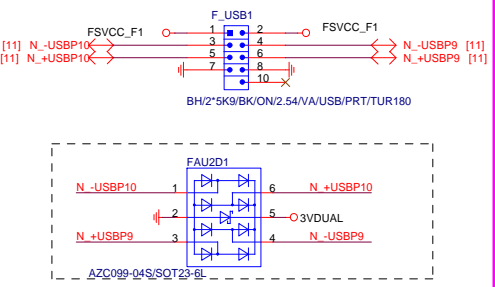 F_USB1
FSVCC_F1 1 2 FSVCC_F1
[11] N_-USBP10 3 4 N_-USBP9 [11]
[11] N_+USBP10 5 6 N_+USBP9 [11]
7 8
10
BH/2*5K9/BK/ON/2.54/VA/USB/PRT/TUR180
FAU2D1
N_-USBP10 1 6 N_+USBP10
2 5 3VDUAL
N_+USBP9 3 4 N_-USBP9
AZC099-04S/SOT23-6L